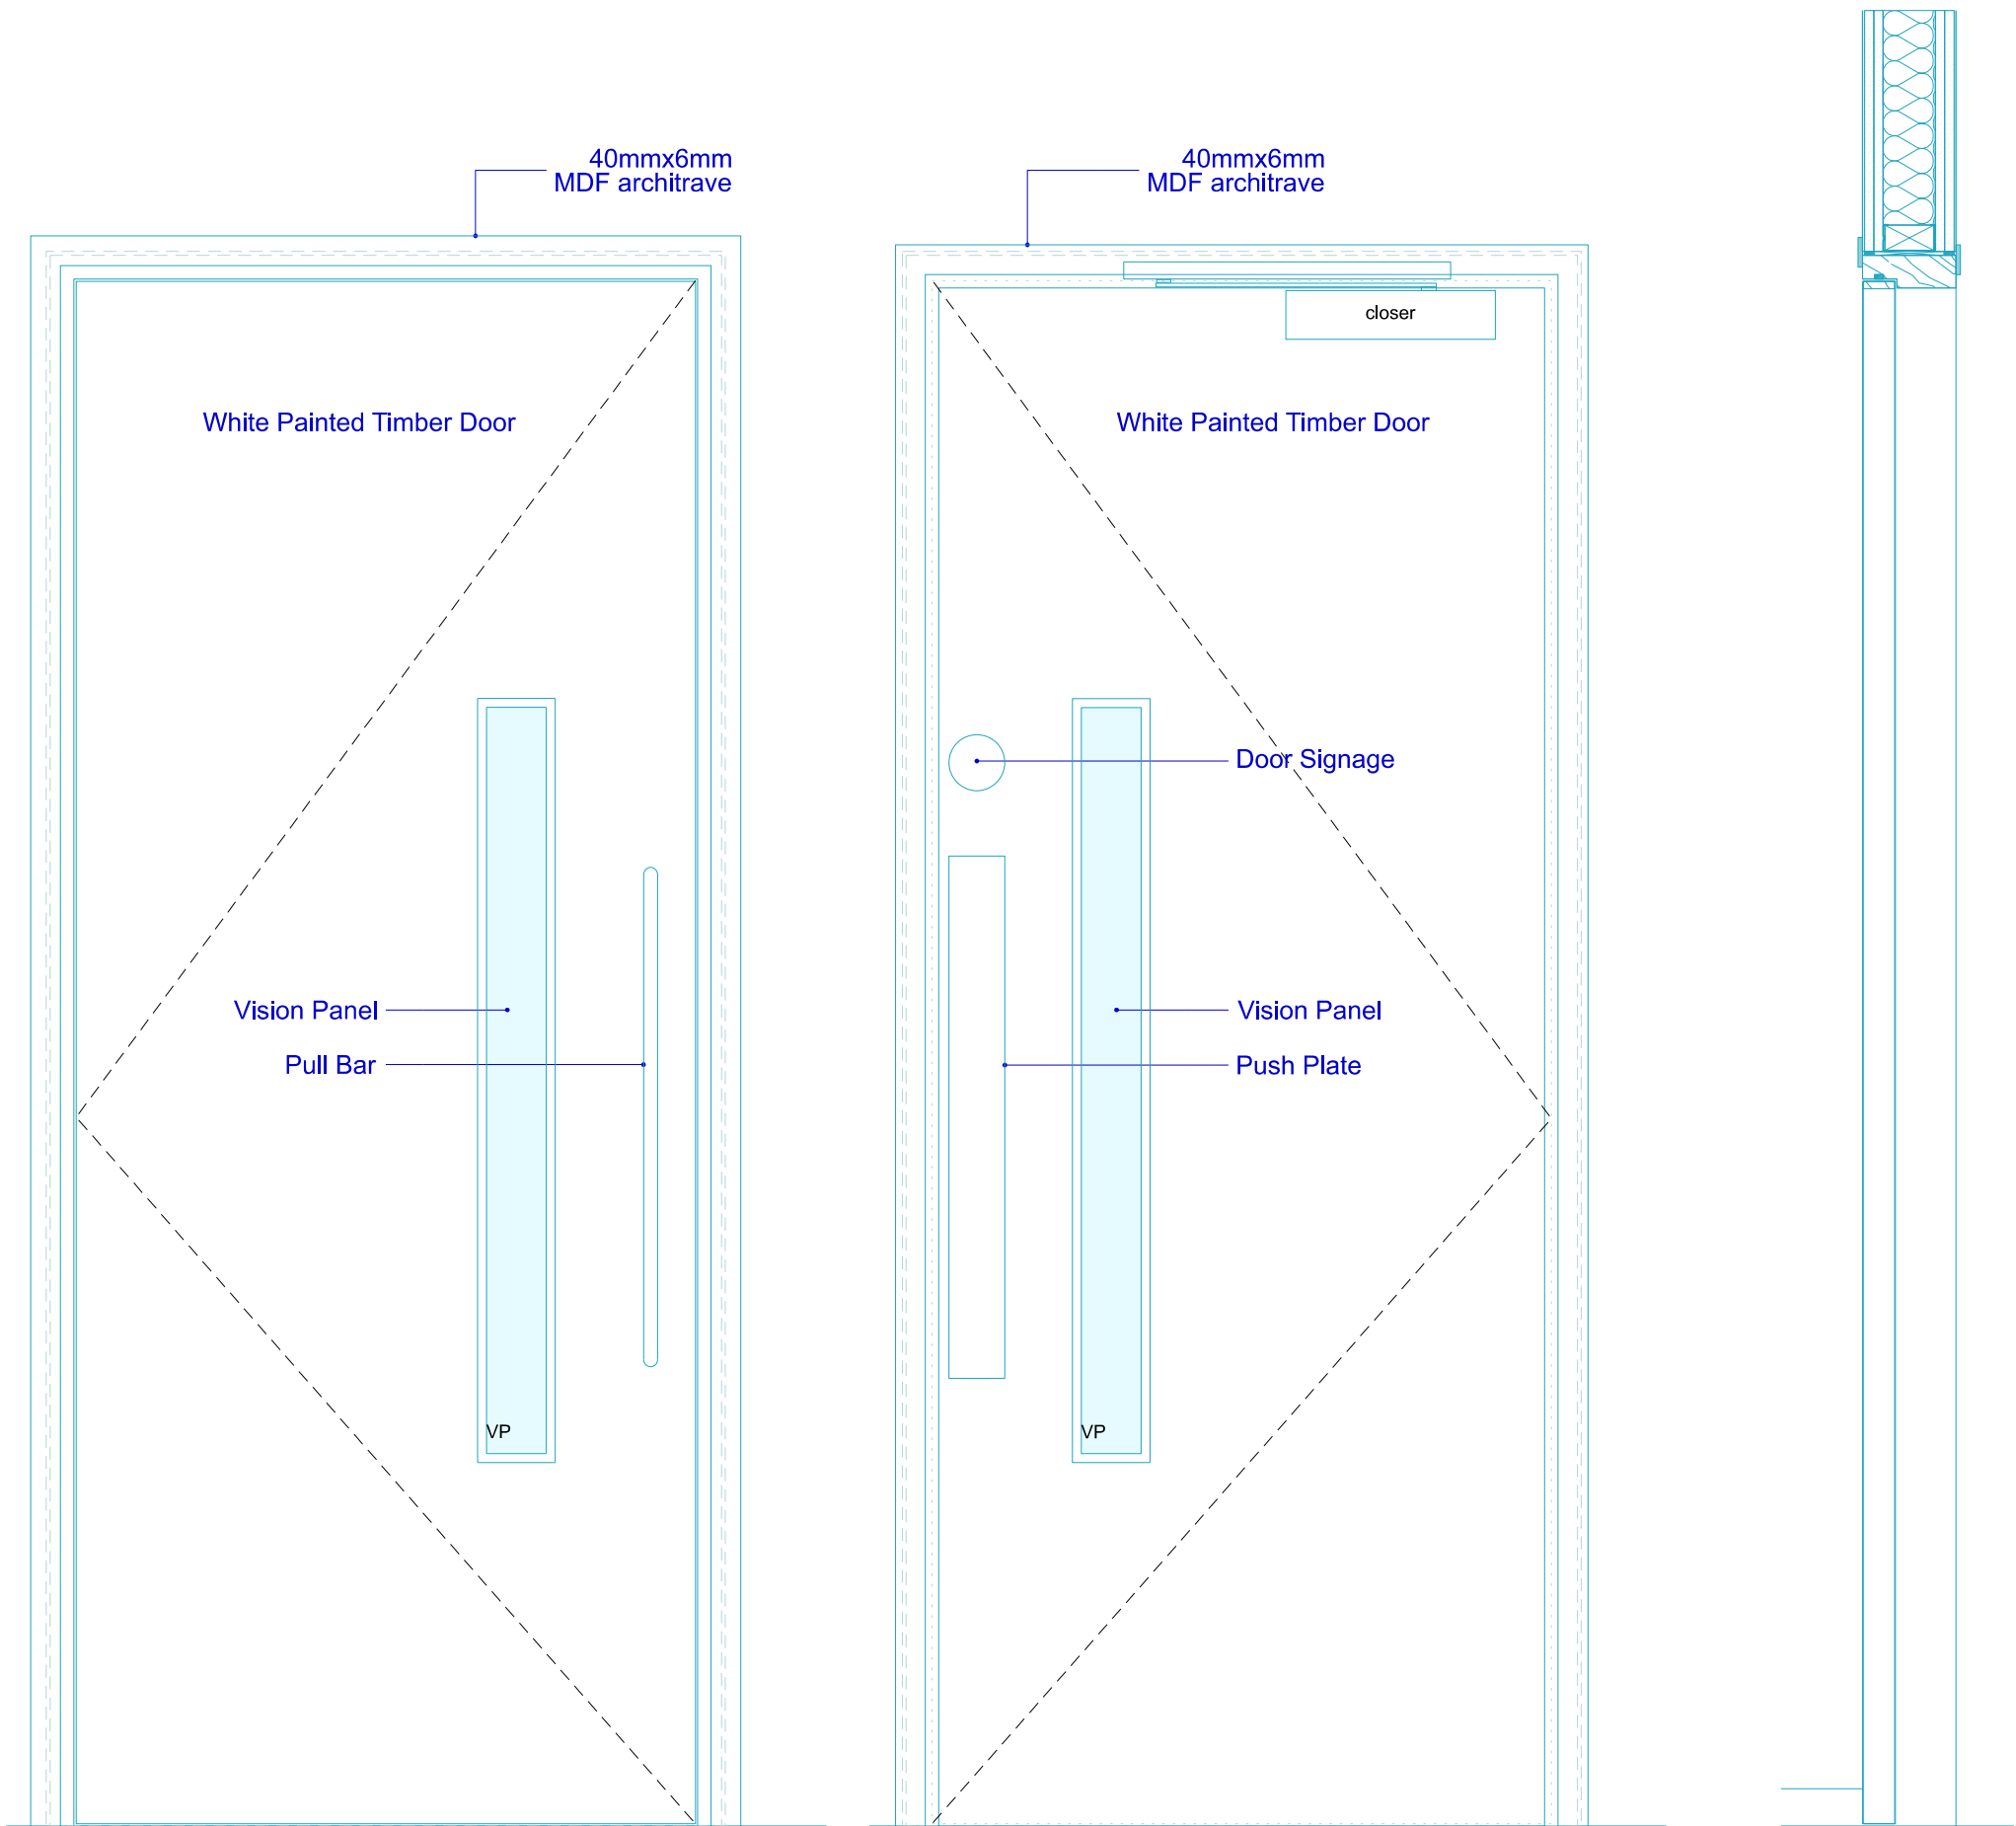 40mmx6mm
MDF architrave
White Painted Timber Door
Vision Panel
Pull Bar
VP
40mmx6mm
MDF architrave
closer
White Painted Timber Door
Door Signage
Vision Panel
Push Plate
VP